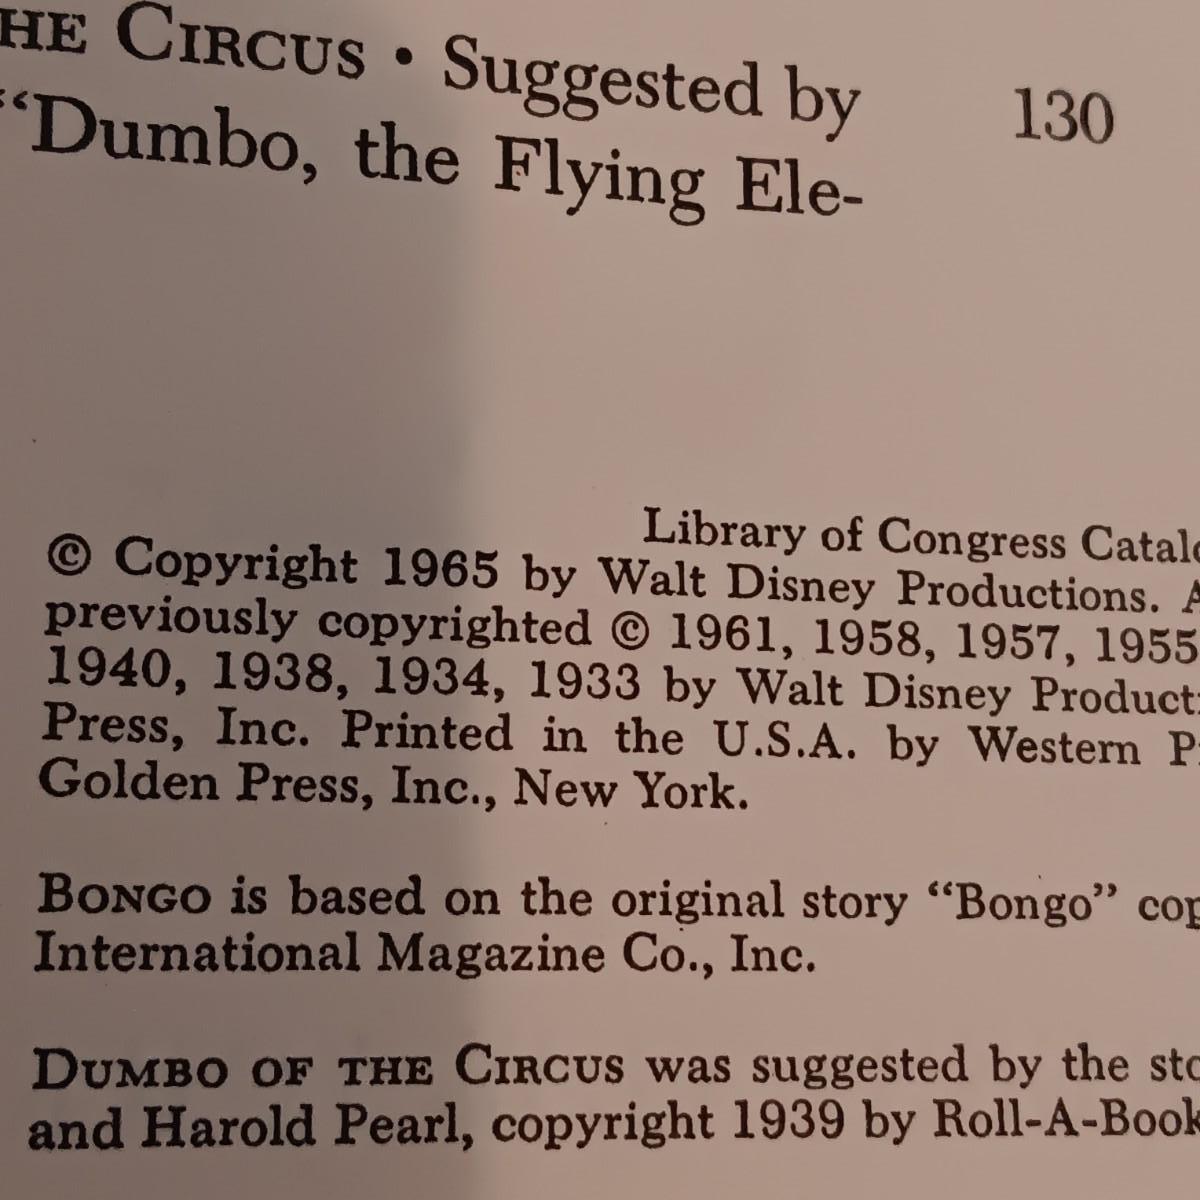 HE CIRCUS • Suggested by 130
“Dumbo, the Flying Ele-
Library of Congress
© Copyright 1965 by Walt Disney Productions.
previously copyrighted © 1961, 1958, 1957, 1955
1940, 1938, 1934, 1933 by Walt Disney
Press, Inc. Printed in the U.S.A. by Western
Golden Press, Inc., New York.
BONGO is based on the original story “Bongo”
International Magazine Co., Inc.
DUMBO OF THE CIRCUS was suggested by the
and Harold Pearl, copyright 1939 by Roll-A-Book